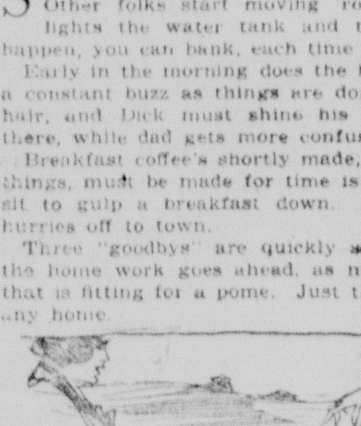 Other folks start moving
lights the water tank and
happen, you can bank, each time
Early in the morning does the
a constant buzz as things are do
hair, and Dick must shine his
there, while dad gets more confus
Breakfast coffee's shortly made,
things, must be made for time is
sit to gulp a breakfast down.
hurries off to town.
Three "goodbys" are quickly
the home work goes ahead, as m
that is fitting for a pome. Just t
any home.